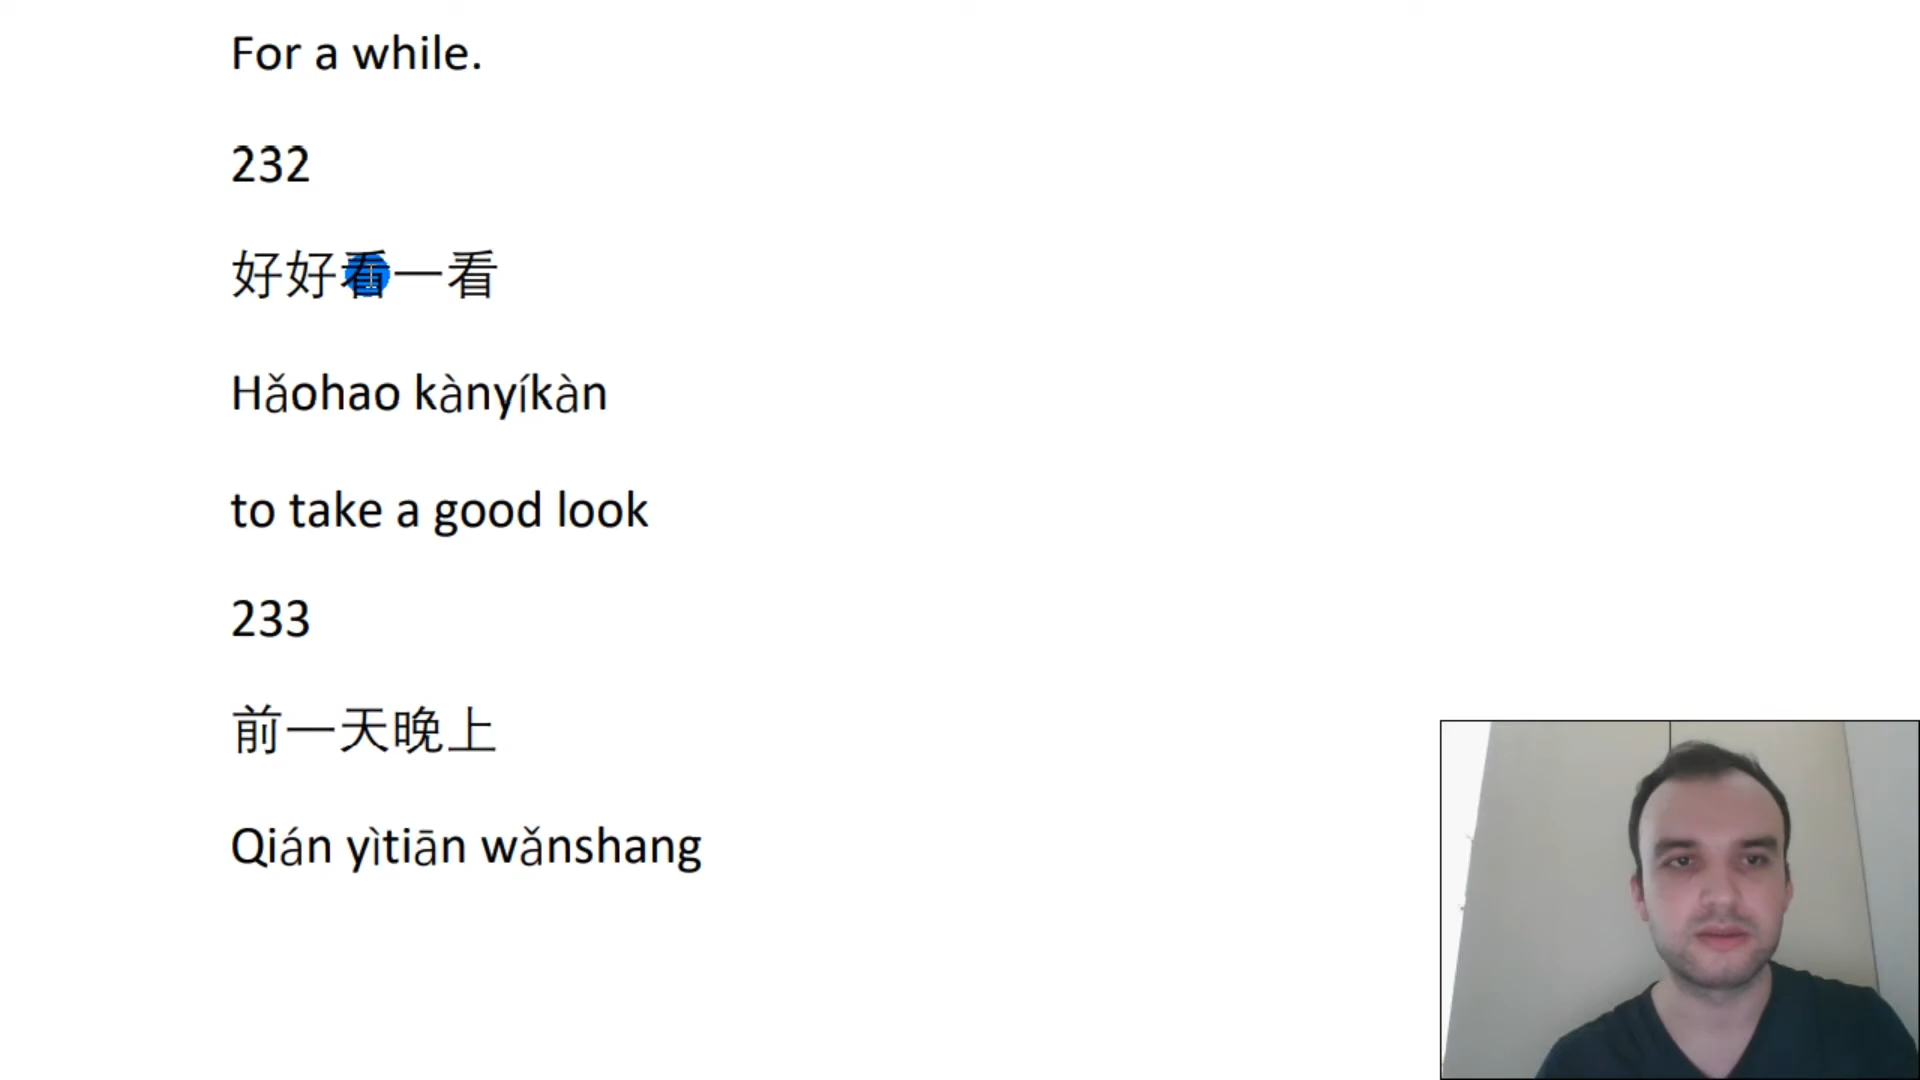 For a while.
232
好好看一看
Hǎohao kànyíkàn
to take a good look
233
前一天晚上
Qián yìtiān wǎnshang